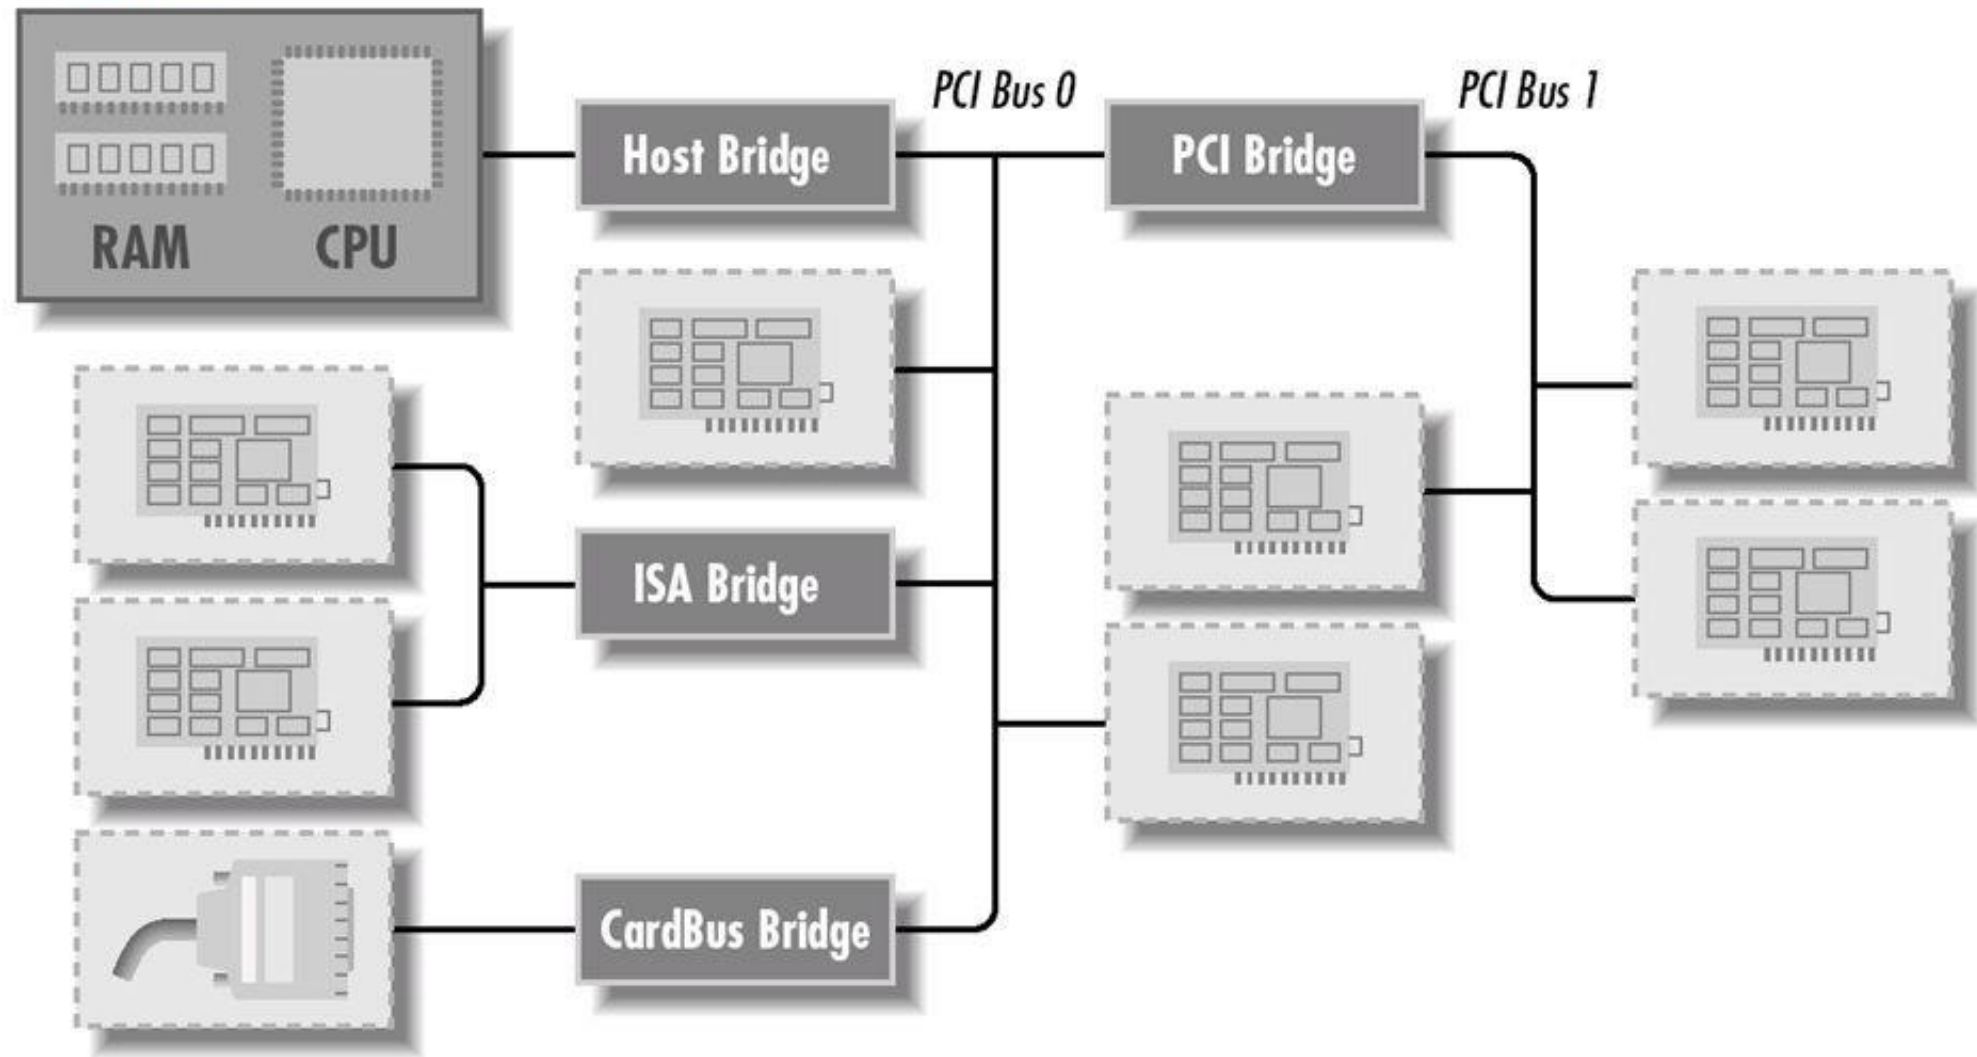 RAM
CPU
Host Bridge
PCI Bus 0
PCI Bridge
PCI Bus 1
ISA Bridge
CardBus Bridge